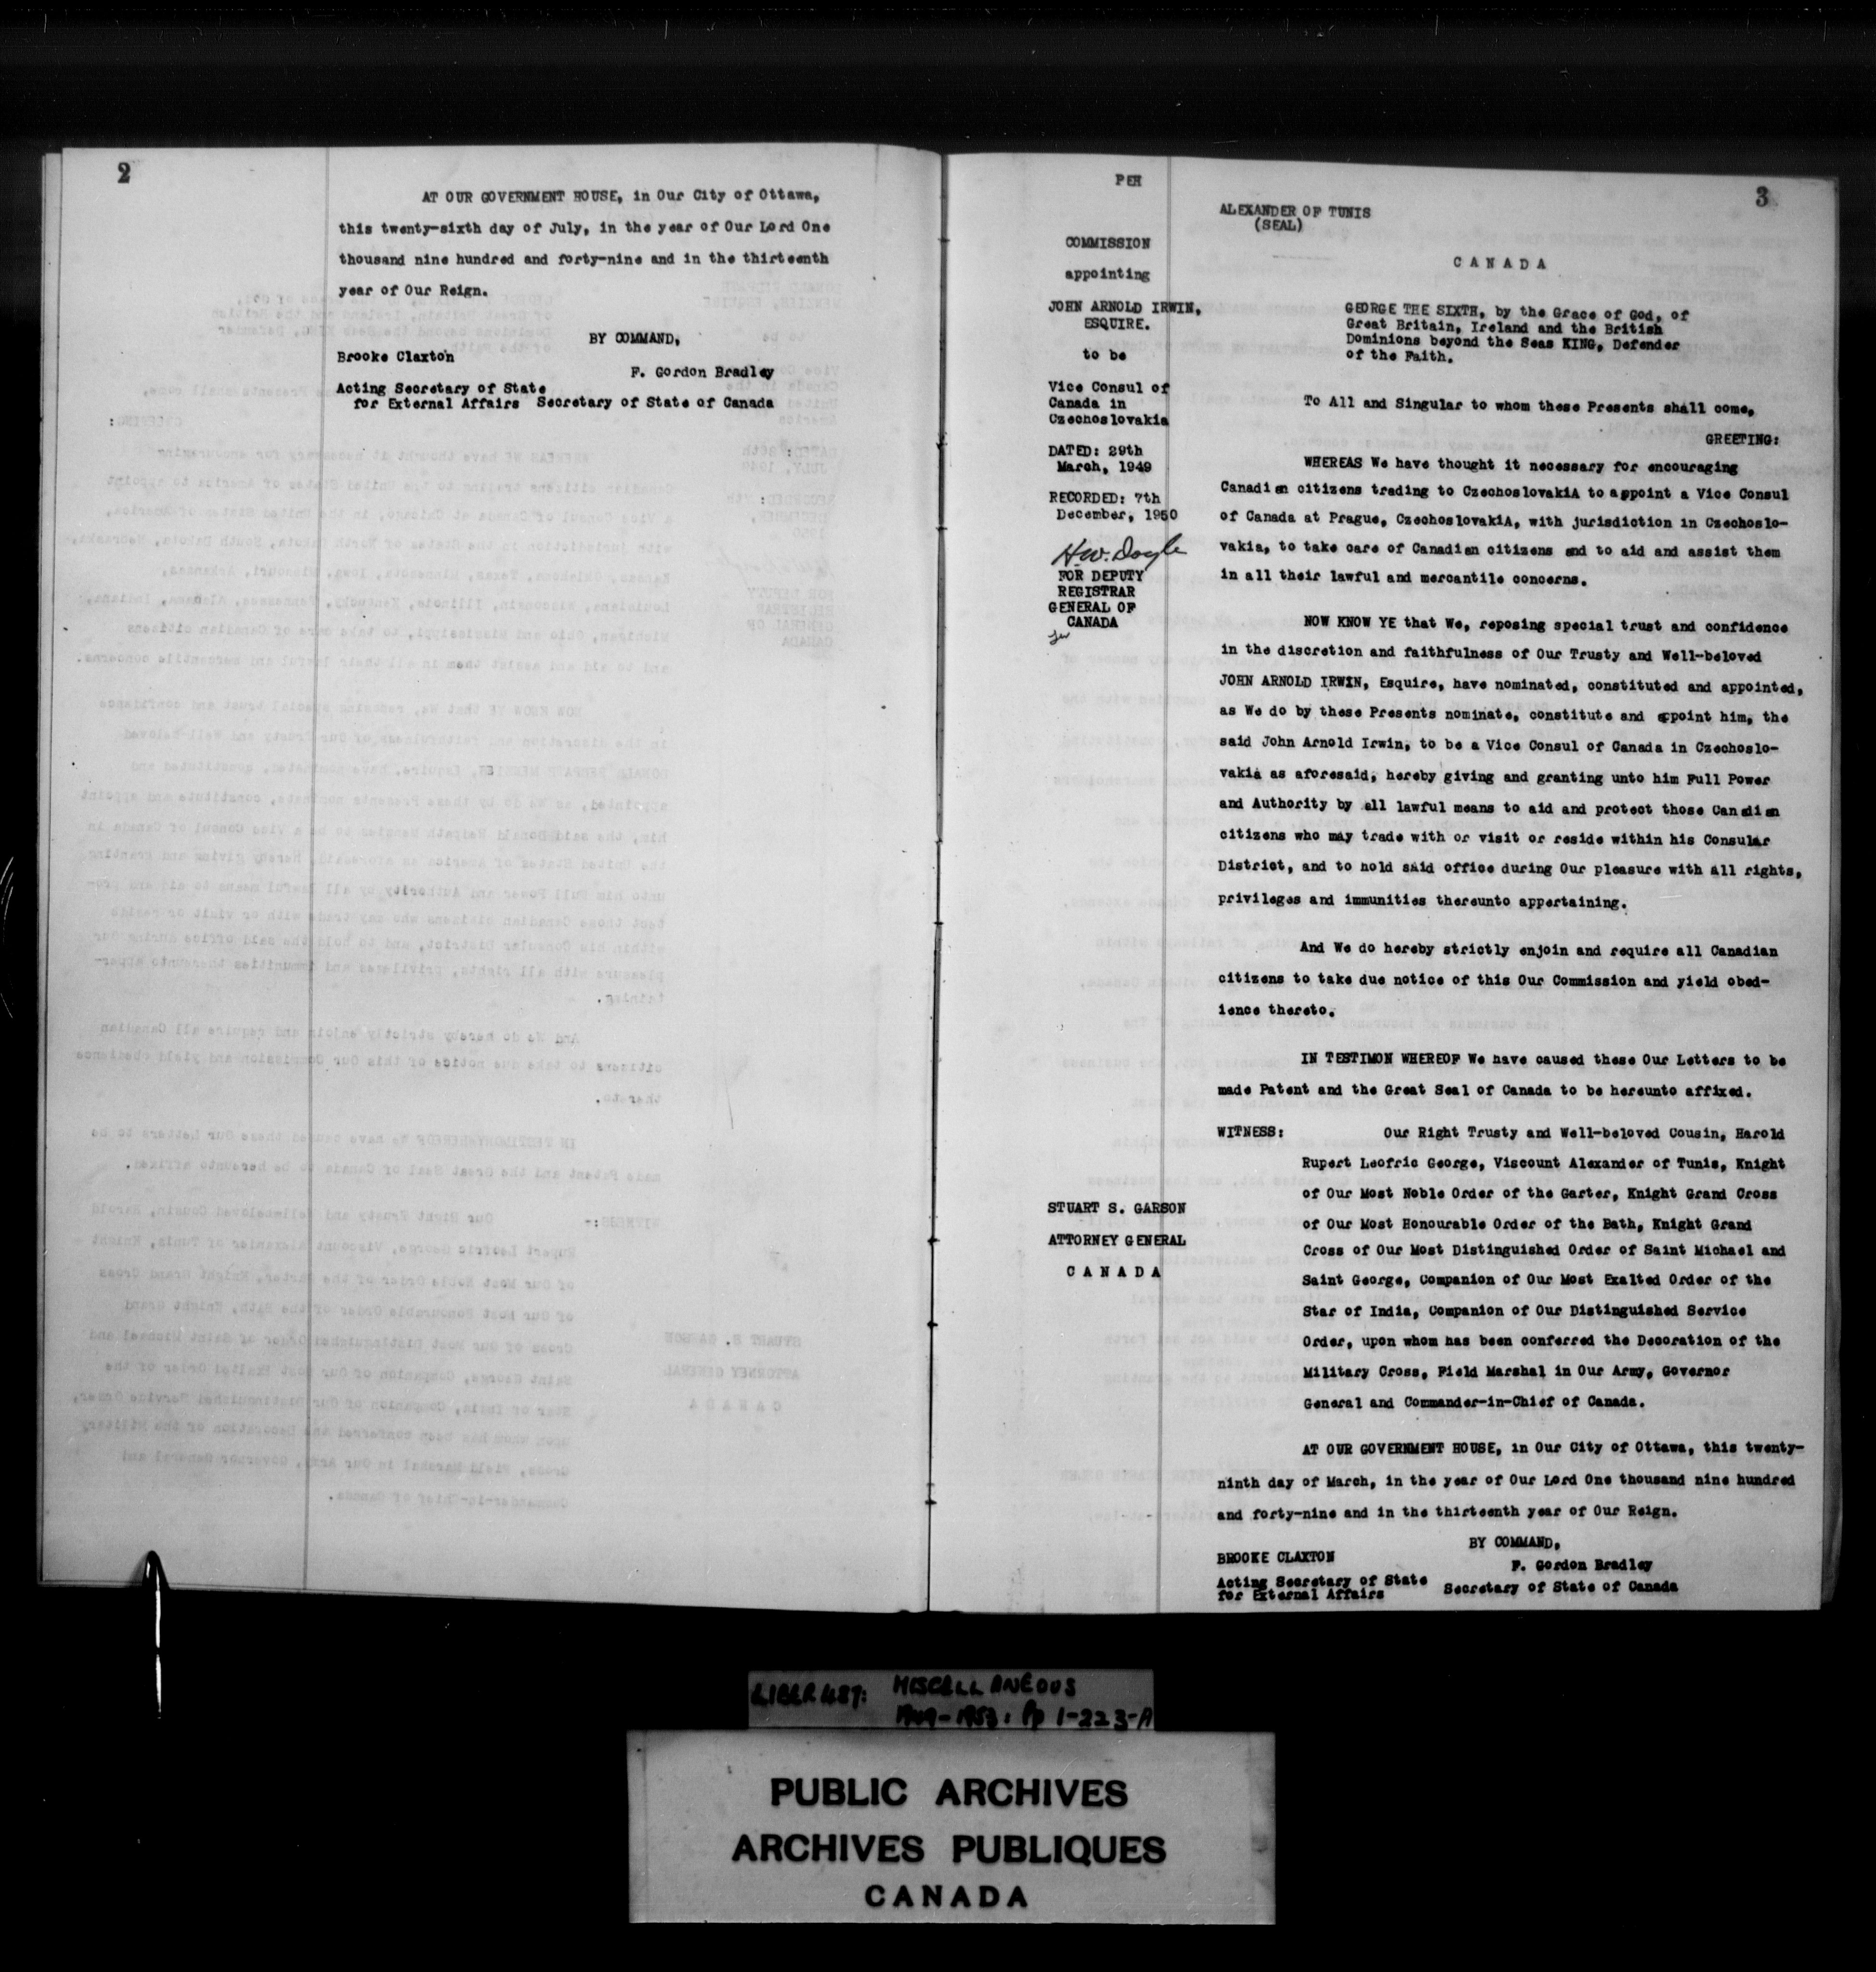 2
AT OUR GOVERNMENT HOUSE, in Our City of Ottawa,
this twenty-sixth day of July, in the year of Our Lord One
thousand nine hundred and forty-nine and in the thirteenth
year of Our Reign.
BY COMMAND,
Brooke Claxton
F. Gordon Bradley
Acting Secretary of State
for External Affairs Secretary of State of Canada
3
PER
ALEXANDER OF TUNIS
(SEAL)
COMMISSION
appointing
JOHN ARNOLD IRWIN,
ESQUIRE.
to be
Vice Consul of
Canada in
Czechoslovakia
DATED: 29th
March, 1949
RECORDED: 7th
December, 1950
H.W. Doyle
FOR DEPUTY
REGISTRAR
GENERAL OF
CANADA
STUART S. GARSON
ATTORNEY GENERAL
C A N A D A
C A N A D A
GEORGE THE SIXTH, by the Grace of God, of
Great Britain, Ireland and the British
Dominions beyond the Seas KING, Defender
of the Faith.
To All and Singular to whom these Presents shall come,
GREETING:
WHEREAS We have thought it necessary for encouraging
Canadian citizens trading to CzechoslovakiA to appoint a Vice Consul
of Canada at Prague, CzechoslovakiA, with jurisdiction in Czechoslo-
vakia, to take care of Canadian citizens and to aid and assist them
in all their lawful and mercantile concerns.
NOW KNOW YE that We, reposing special trust and confidence
in the discretion and faithfulness of Our Trusty and Well-beloved
JOHN ARNOLD IRWIN, Esquire, have nominated, constituted and appointed,
as We do by these Presents nominate, constitute and appoint him, the
said John Arnold Irwin, to be a Vice Consul of Canada in Czechoslo-
vakia as aforesaid, hereby giving and granting unto him Full Power
and Authority by all lawful means to aid and protect those Canadian
citizens who may trade with or visit or reside within his Consular
District, and to hold sAid office during Our pleasure with all rights,
privileges and immunities thereunto appertaining.
And We do hereby strictly enjoin and require all Canadian
citizens to take due notice of this Our Commission and yield obed-
ience thereto.
IN TESTIMON WHEREOF We have caused these Our Letters to be
made Patent and the Great Seal of Canada to be hereunto affixed.
WITNESS: Our Right Trusty and Well-beloved Cousin, Harold
Rupert Leofric George, Viscount Alexander of Tunis, Knight
of Our Most Noble Order of the Garter, Knight Grand Cross
of Our Most Honourable Order of the Bath, Knight Grand
Cross of Our Most Distinguished Order of Saint Michael and
Saint George, Companion of Our Most Exalted Order of the
Star of India, Companion of Our Distinguished Service
Order, upon whom has been conferred the Decoration of the
Military Cross, Field Marshal in Our Army, Governor
General and Commander-in-Chief of Canada.
AT OUR GOVERNMENT HOUSE, in Our City of Ottawa, this twenty-
ninth day of March, in the year of Our Lord One thousand nine hundred
and forty-nine and in the thirteenth year of Our Reign.
BY COMMAND,
BROOKE CLAXTON
F. Gordon Bradley
Acting Secretary of State
for External Affairs
Secretary of State of Canada
LIBER 487: MISCELLANEOUS
1949-1953: Pp 1-223-A
PUBLIC ARCHIVES
ARCHIVES PUBLIQUES
CANADA